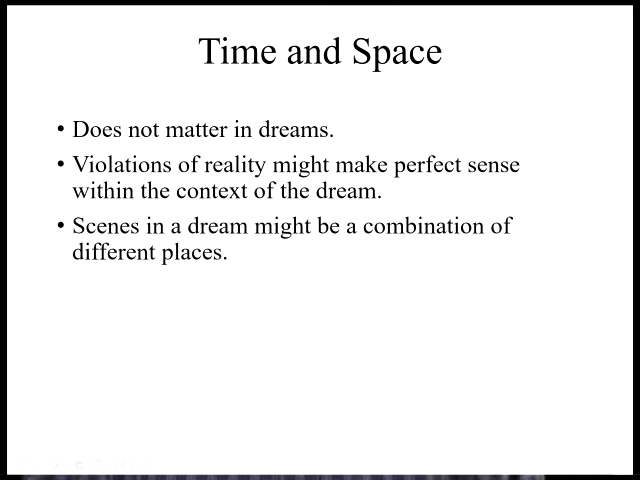 Time and Space
• Does not matter in dreams.
• Violations of reality might make perfect sense
within the context of the dream.
• Scenes in a dream might be a combination of
different places.